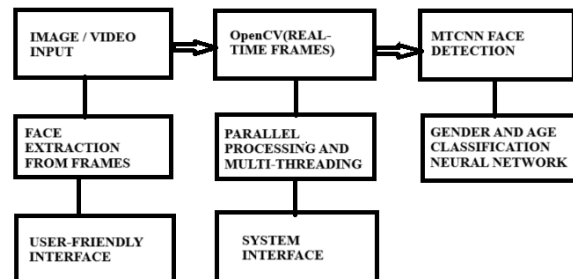 IMAGE / VIDEO
INPUT
OpenCV(REAL-
TIME FRAMES)
MTCNN FACE
DETECTION
FACE
EXTRACTION
FROM FRAMES
PARALLEL
PROCESSING AND
MULTI-THREADING
GENDER AND AGE
CLASSIFICATION
NEURAL NETWORK
USER-FRIENDLY
INTERFACE
SYSTEM
INTERFACE